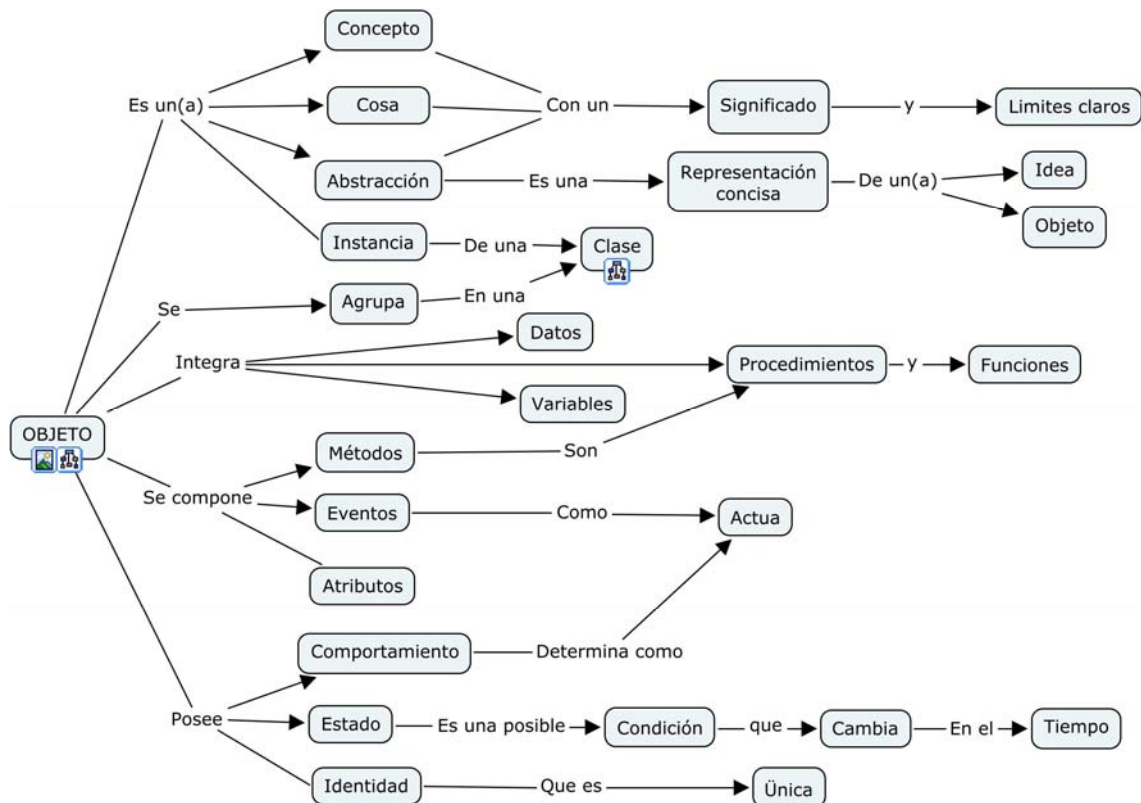 Concepto
Es un(a)
Cosa
Con un
Significado
y
Limites claros
Abstracción
Es una
Representación
concisa
De un(a)
Idea
Objeto
Instancia
De una
Clase
Se
Agrupa
En una
Integra
Datos
Procedimientos
y
Funciones
Variables
OBJETO
Se compone
Métodos
Son
Eventos
Como
Actua
Atributos
Posee
Comportamiento
Determina como
Estado
Es una posible
Condición
que
Cambia
En el
Tiempo
Identidad
Que es
Ünica